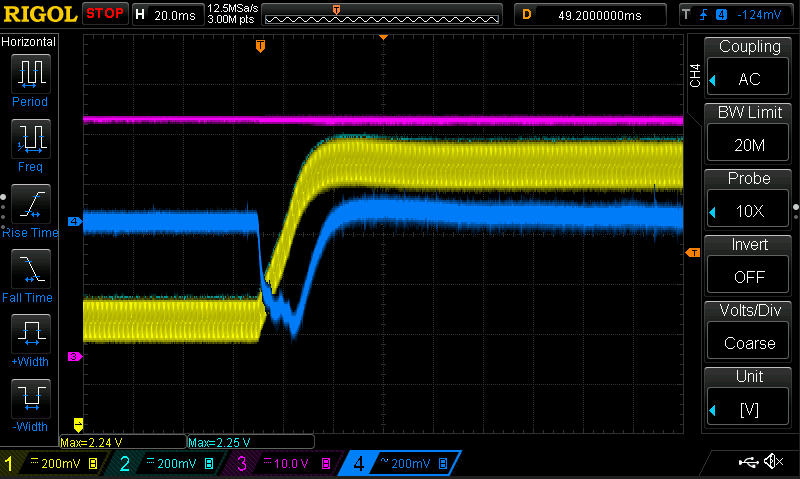 RIGOL STOP H 20.0ms 12.5MSa/s 3.00M pts D 49.2000000ms T 4 -124mV
Horizontal
Period
Freq
Rise Time
Fall Time
+Width
-Width
T
4
3
T
CH4
Coupling
AC
BW Limit
20M
Probe
10X
Invert
OFF
Volts/Div
Coarse
Unit
[V]
Max=2.24 V Max=2.25 V
1 200mV B 2 200mV B 3 10.0 V B 4 ~ 200mV B